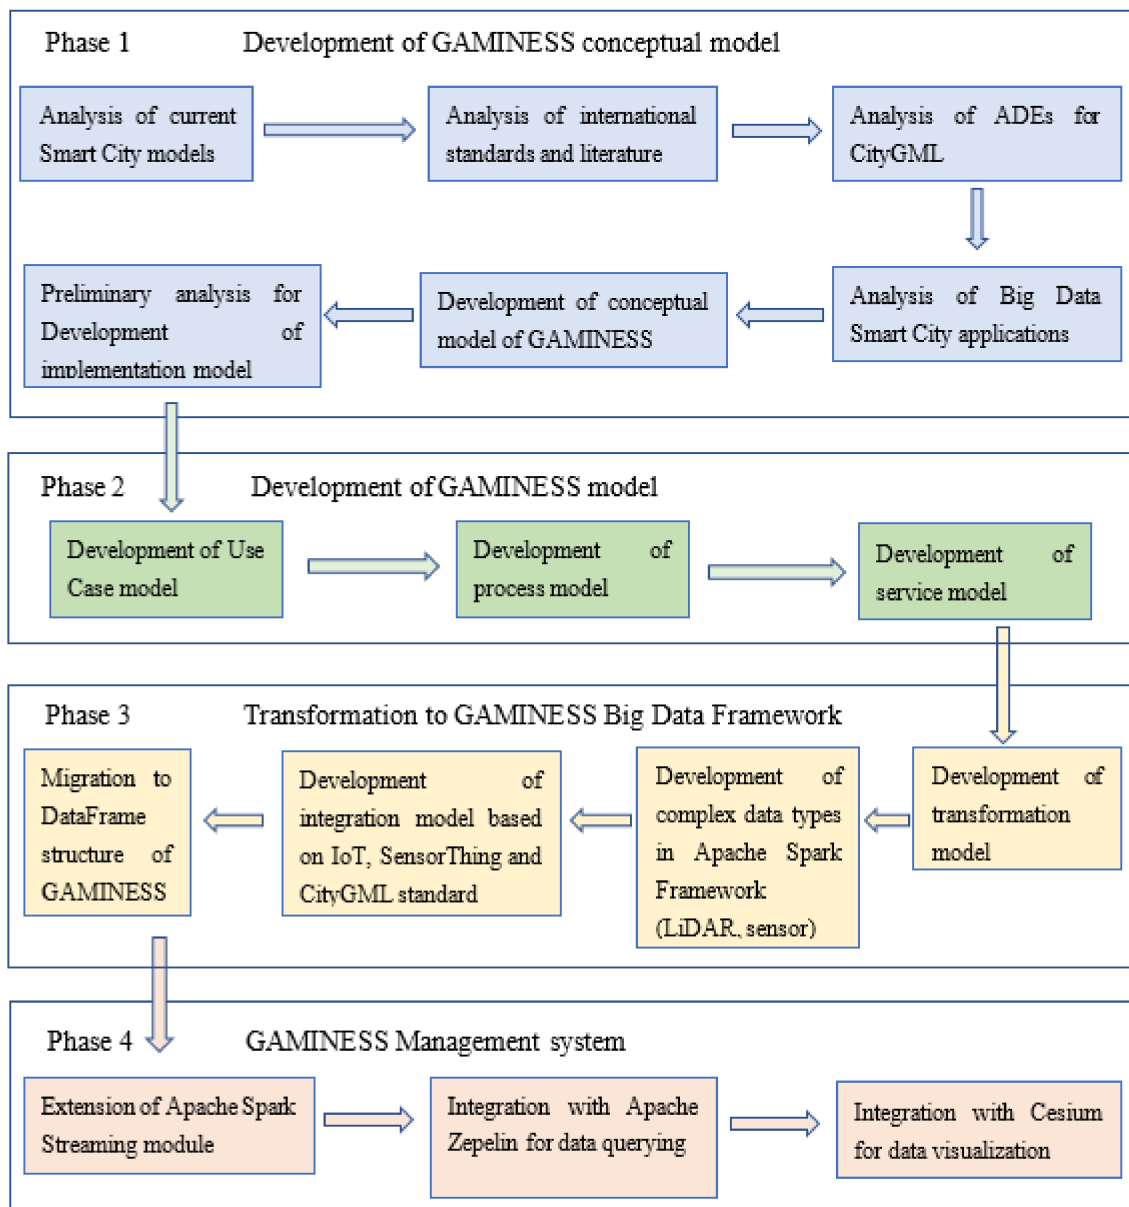 Phase 1 Development of GAMINESS conceptual model
Analysis of current
Smart City models
Analysis of international
standards and literature
Analysis of ADEs for
CityGML
Preliminary analysis for
Development of
implementation model
Development of conceptual
model of GAMINESS
Analysis of Big Data
Smart City applications
Phase 2 Development of GAMINESS model
Development of Use
Case model
Development of
process model
Development of
service model
Phase 3 Transformation to GAMINESS Big Data Framework
Migration to
DataFrame
structure of
GAMINESS
Development of
integration model based
on IoT, SensorThing and
CityGML standard
Development of
complex data types
in Apache Spark
Framework
(LiDAR, sensor)
Development of
transformation
model
Phase 4 GAMINESS Management system
Extension of Apache Spark
Streaming module
Integration with Apache
Zepelin for data querying
Integration with Cesium
for data visualization